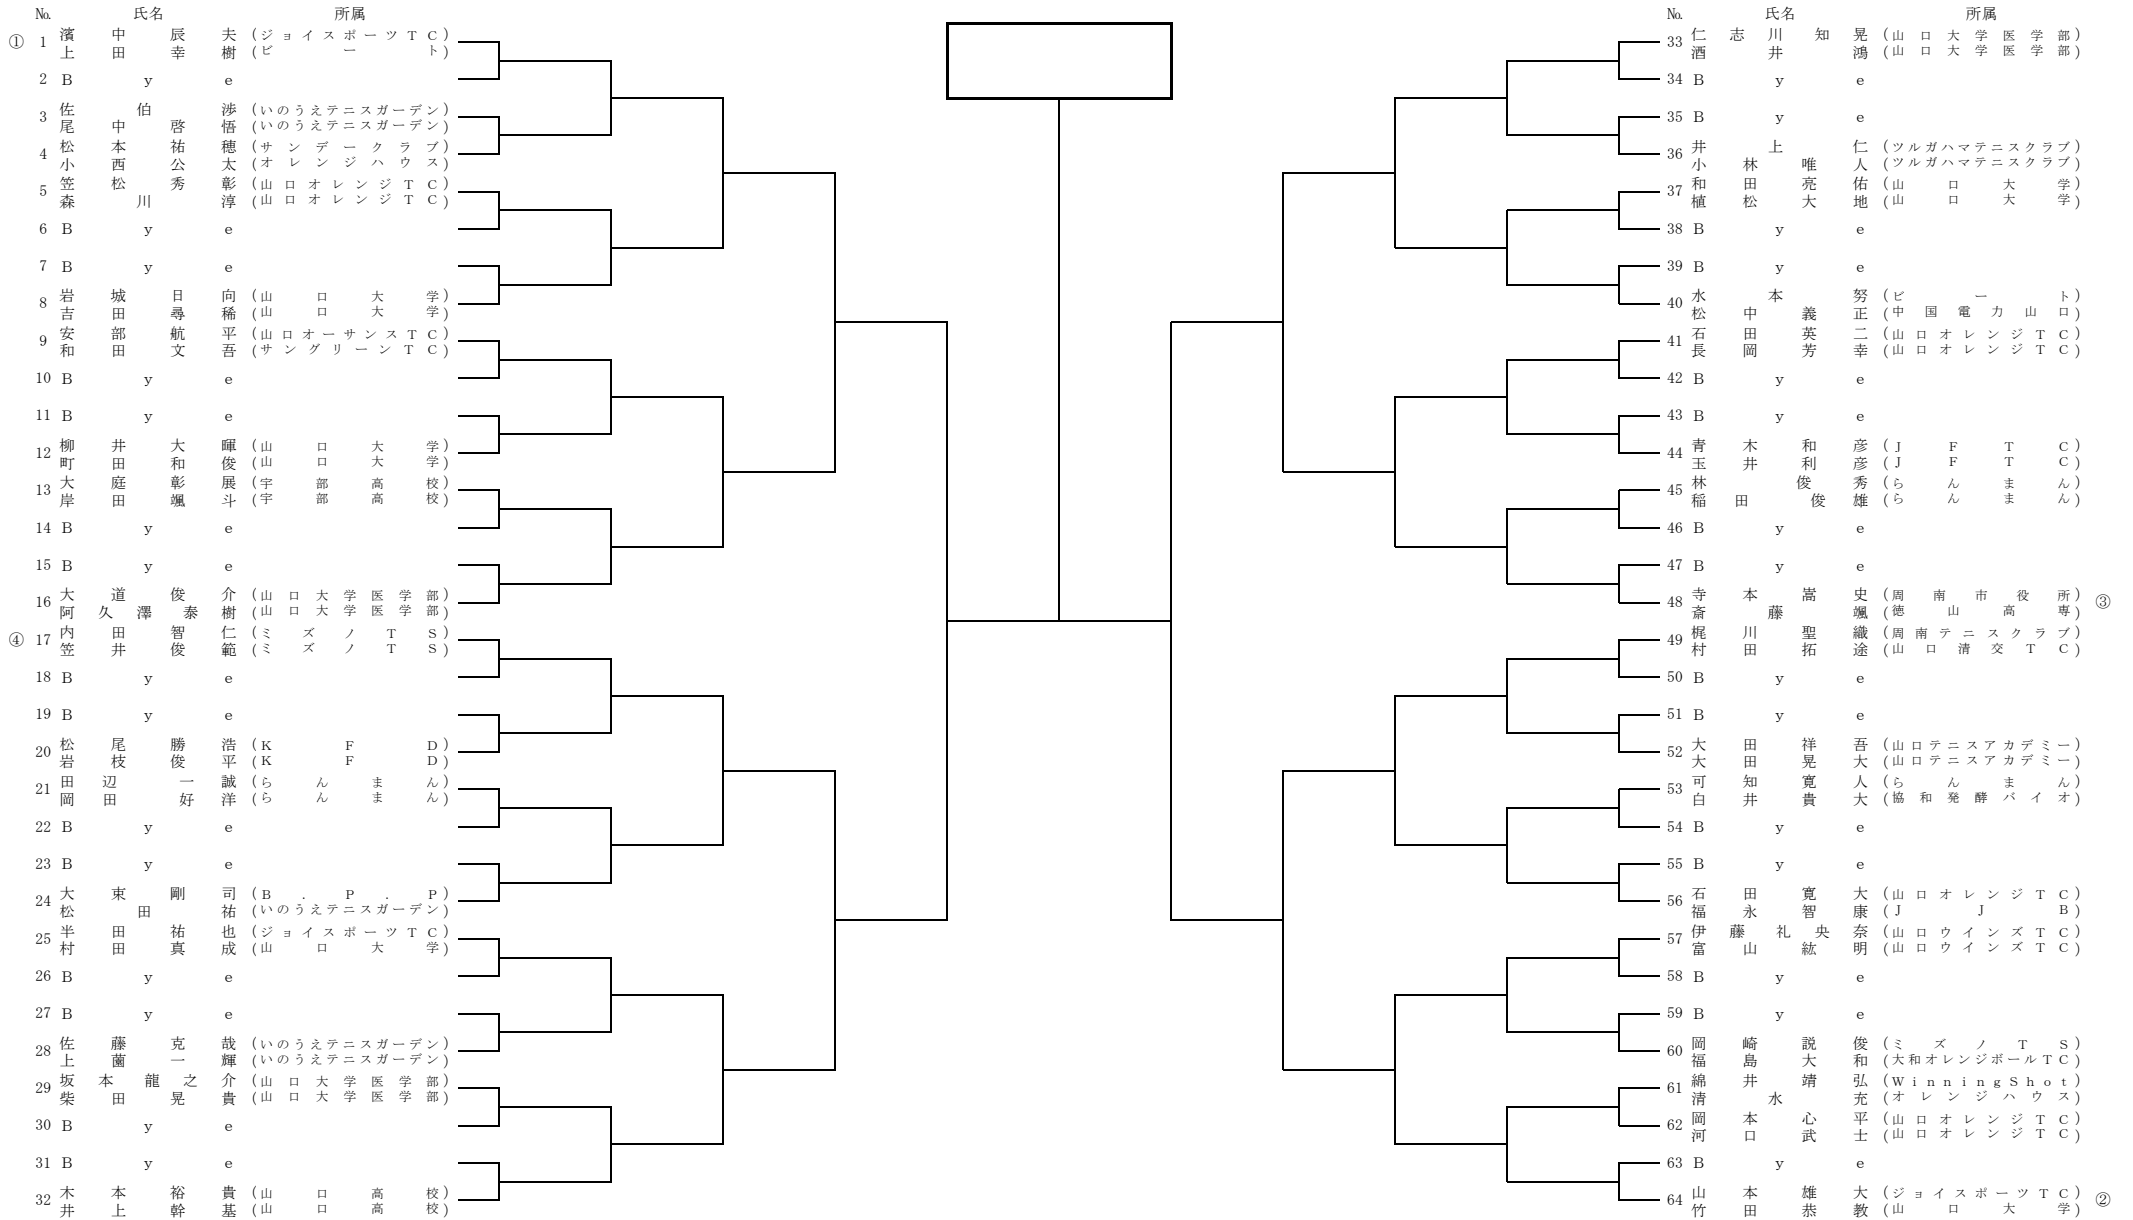 № 氏名 所属
① 1 濱中辰夫 (ジョイスポーツTC)
上田幸樹 (ビート)
2 Bye
3 佐伯渉 (いのうえテニスガーデン)
尾中啓悟 (いのうえテニスガーデン)
4 松本祐穂 (サンデークラブ)
小西公太 (オレンジハウス)
5 笠松秀彰 (山口オレンジTC)
森川淳 (山口オレンジTC)
6 Bye
7 Bye
8 岩城日向 (山口大学)
吉田尋稀 (山口大学)
9 安部航平 (山口オーサンスTC)
和田文吾 (サングリーンTC)
10 Bye
11 Bye
12 柳井大暉 (山口大学)
町田和俊 (山口大学)
13 大庭彰展 (宇部高校)
岸田颯斗 (宇部高校)
14 Bye
15 Bye
16 大道俊介 (山口大学医学部)
阿久澤泰樹 (山口大学医学部)
④ 17 内田智仁 (ミズノTS)
笠井俊範 (ミズノTS)
18 Bye
19 Bye
20 松尾勝浩 (KFD)
岩枝俊平 (KFD)
21 田辺一誠 (らんまん)
岡田好洋 (らんまん)
22 Bye
23 Bye
24 大束剛司 (B.P.P)
松田祐 (いのうえテニスガーデン)
25 半田祐也 (ジョイスポーツTC)
村田真成 (山口大学)
26 Bye
27 Bye
28 佐藤克哉 (いのうえテニスガーデン)
上薗一輝 (いのうえテニスガーデン)
29 坂本龍之介 (山口大学医学部)
柴田晃貴 (山口大学医学部)
30 Bye
31 Bye
32 木本裕貴 (山口高校)
井上幹基 (山口高校)
№ 氏名 所属
33 仁志川知晃 (山口大学医学部)
酒井鴻 (山口大学医学部)
34 Bye
35 Bye
36 井上仁 (ツルガハマテニスクラブ)
小林唯人 (ツルガハマテニスクラブ)
37 和田亮佑 (山口大学)
植松大地 (山口大学)
38 Bye
39 Bye
40 水本努 (ビート)
松中義正 (中国電力山口)
41 石田英二 (山口オレンジTC)
長岡芳幸 (山口オレンジTC)
42 Bye
43 Bye
44 青木和彦 (JFTC)
玉井利彦 (JFTC)
45 林俊秀 (らんまん)
稲田俊雄 (らんまん)
46 Bye
47 Bye
48 寺本嵩史 (周南市役所) ③
斎藤颯 (徳山高専)
49 梶川聖織 (周南テニスクラブ)
村田拓途 (山口清交TC)
50 Bye
51 Bye
52 大田祥吾 (山口テニスアカデミー)
大田晃大 (山口テニスアカデミー)
53 可知寛人 (らんまん)
白井貴大 (協和発酵バイオ)
54 Bye
55 Bye
56 石田寛大 (山口オレンジTC)
福永智康 (JJB)
57 伊藤礼央奈 (山口ウインズTC)
富山紘明 (山口ウインズTC)
58 Bye
59 Bye
60 岡崎説俊 (ミズノTS)
福島大和 (大和オレンジボールTC)
61 綿井靖弘 (WinningShot)
清水充 (オレンジハウス)
62 岡本心平 (山口オレンジTC)
河口武士 (山口オレンジTC)
63 Bye
64 山本雄大 (ジョイスポーツTC) ②
竹田恭教 (山口大学)